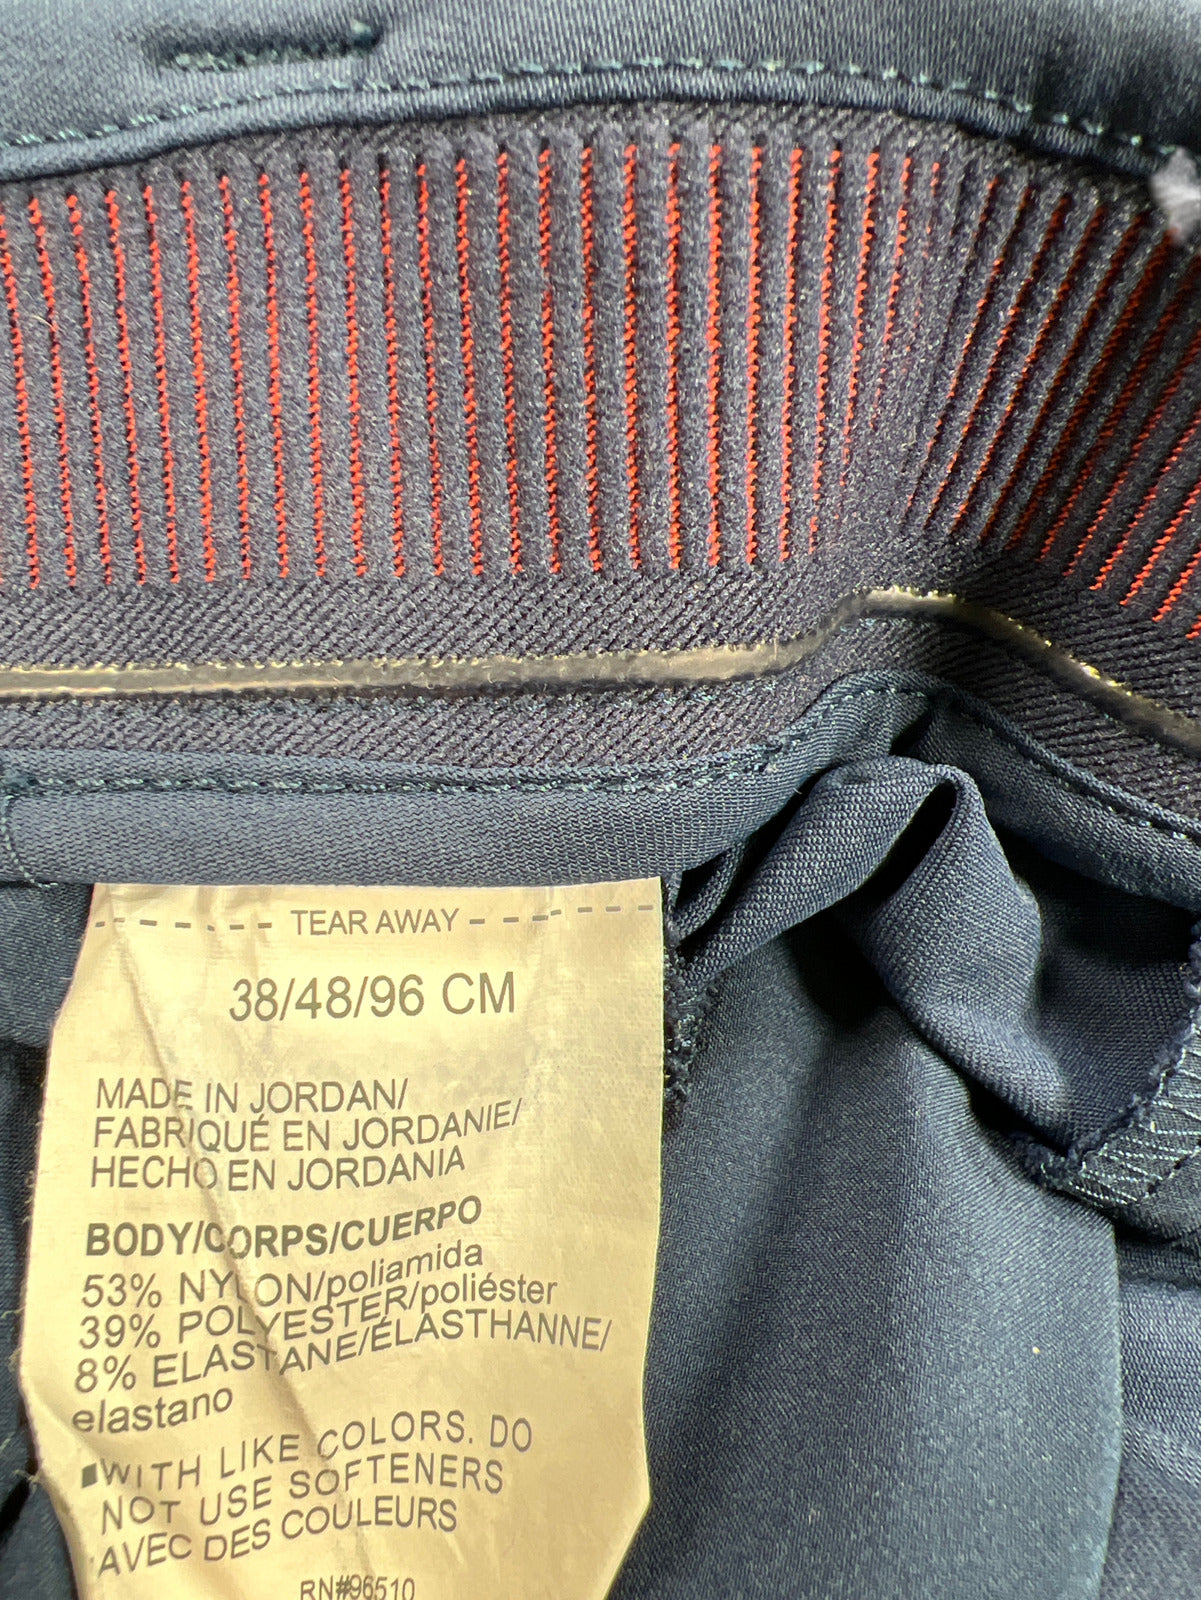 TEAR AWAY
38/48/96 CM
MADE IN JORDAN/
FABRIQUÉ EN JORDANIE/
HECHO EN JORDANIA
BODY/CORPS/CUERPO
53% NYLON/poliamida
39% POLYESTER/poliéster
8% ELASTANE/ÉLASTHANNE/
elastano
■WITH LIKE COLORS. DO
NOT USE SOFTENERS
AVEC DES COULEURS
RN#96510